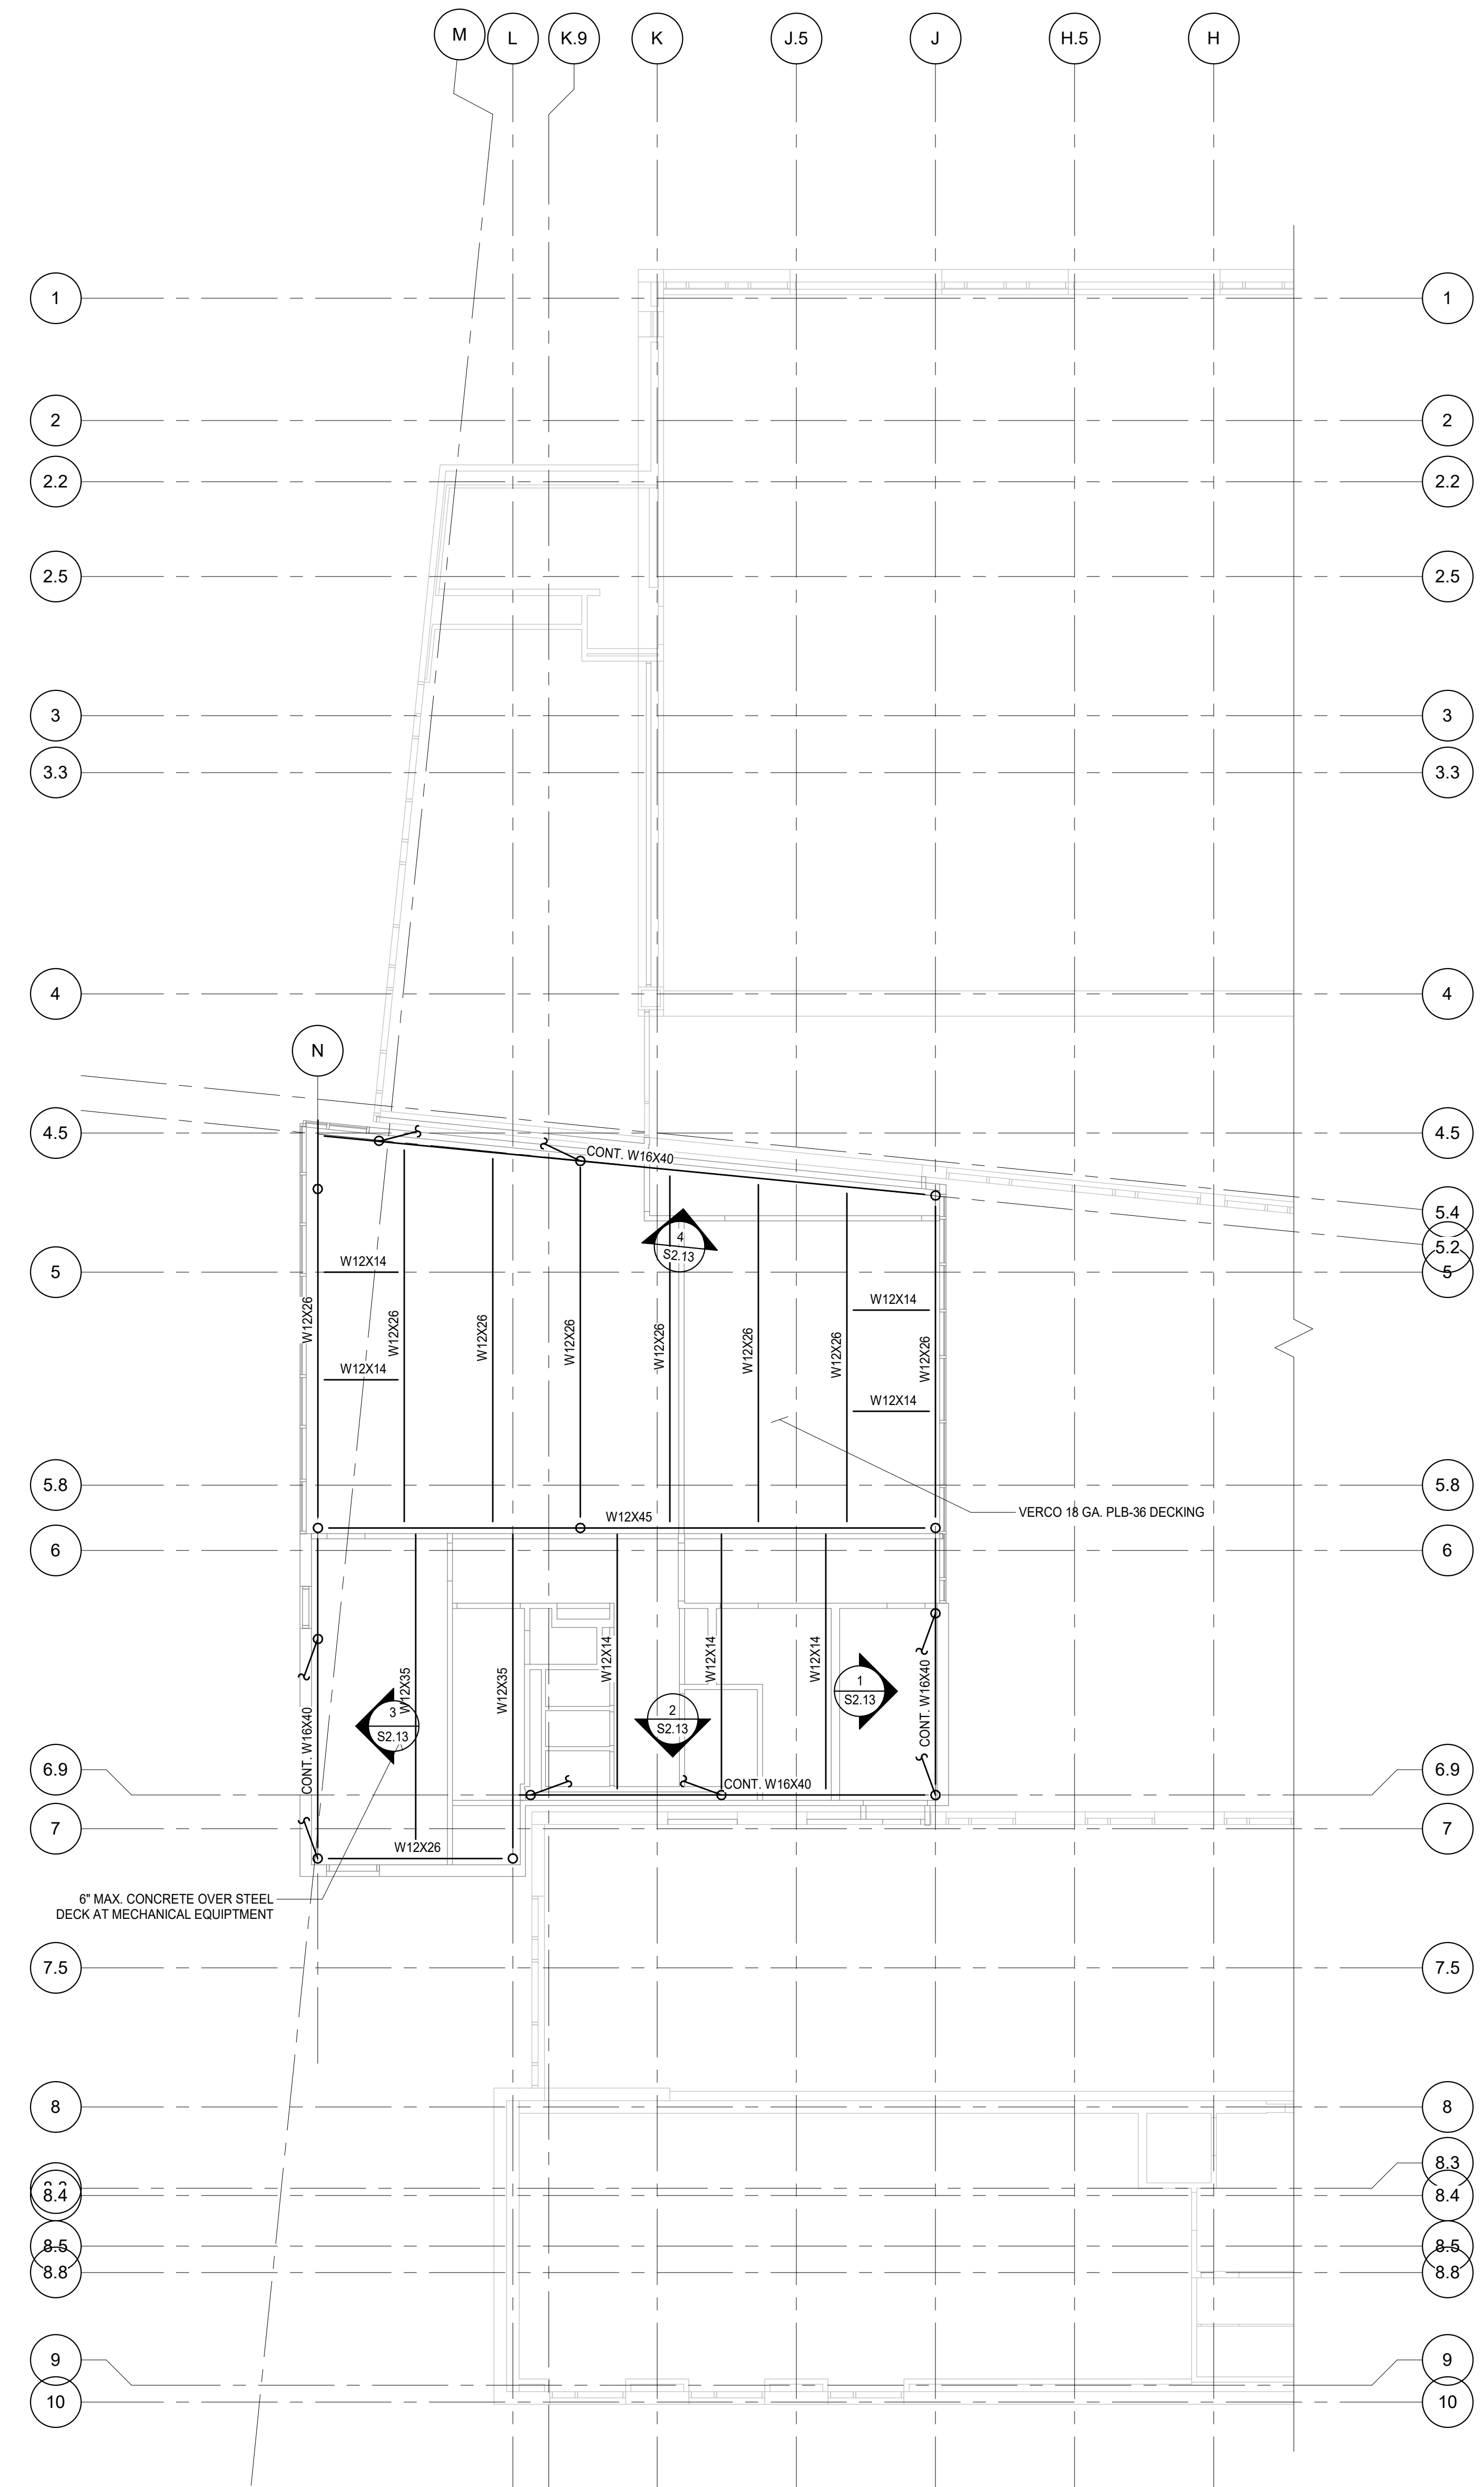 M
L
K.9
K
J.5
J
H.5
H
1
1
2
2
2.2
2.2
2.5
2.5
3
3
3.3
3.3
4
4
N
4.5
4.5
CONT. W16X40
5.4
5.2
4
S2.13
5
5
W12X14
W12X14
W12X26
W12X26
W12X26
W12X26
W12X26
W12X26
W12X26
W12X26
W12X14
W12X14
5.8
5.8
VERCO 18 GA. PLB-36 DECKING
W12X45
6
6
W12X35
W12X35
W12X14
W12X14
W12X14
CONT. W16X40
1
S2.13
3
S2.13
2
S2.13
CONT. W16X40
6.9
6.9
CONT. W16X40
7
7
W12X26
6" MAX. CONCRETE OVER STEEL
DECK AT MECHANICAL EQUIPTMENT
7.5
7.5
8
8
8.3
8.4
8.4
8.5
8.5
8.8
8.8
9
9
10
10